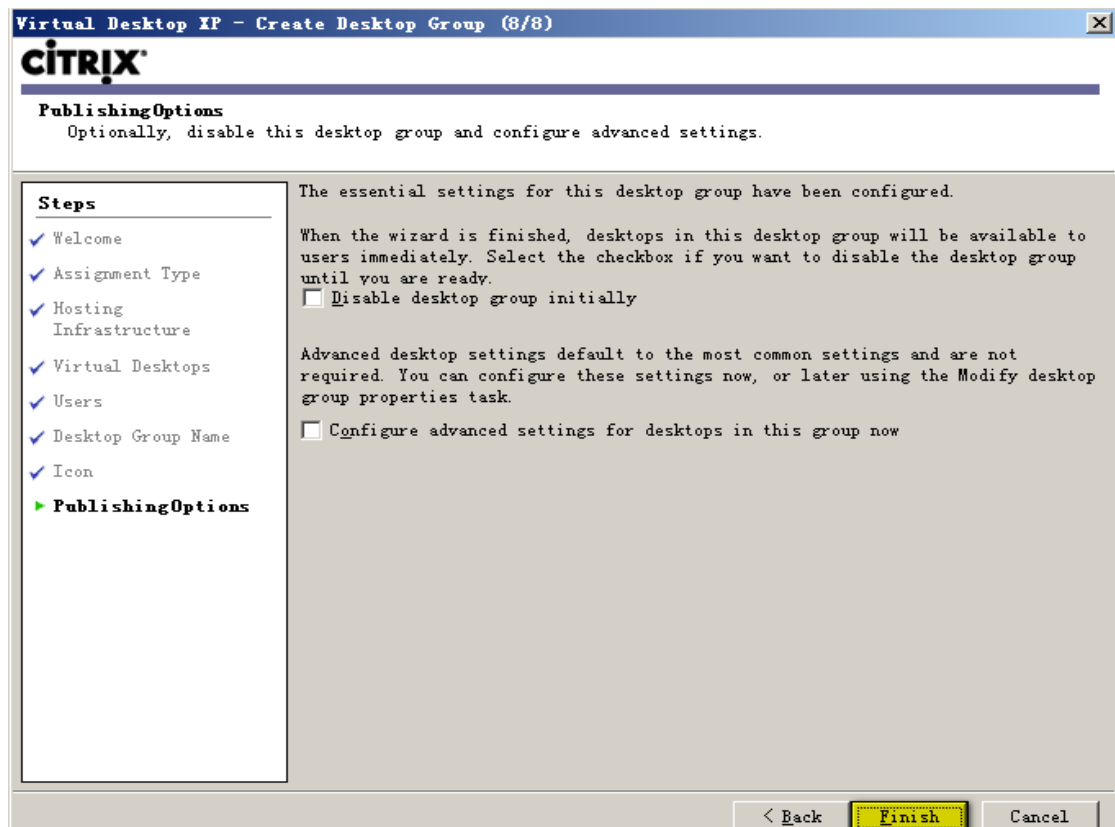 Virtual Desktop XP - Create Desktop Group (8/8)
CİTRIX
PublishingOptions
Optionally, disable this desktop group and configure advanced settings.
Steps
Welcome
Assignment Type
Hosting
Infrastructure
Virtual Desktops
Users
Desktop Group Name
Icon
PublishingOptions
The essential settings for this desktop group have been configured.
When the wizard is finished, desktops in this desktop group will be available to
users immediately. Select the checkbox if you want to disable the desktop group
until you are ready.
Disable desktop group initially
Advanced desktop settings default to the most common settings and are not
required. You can configure these settings now, or later using the Modify desktop
group properties task.
Configure advanced settings for desktops in this group now
< Back
Finish
Cancel